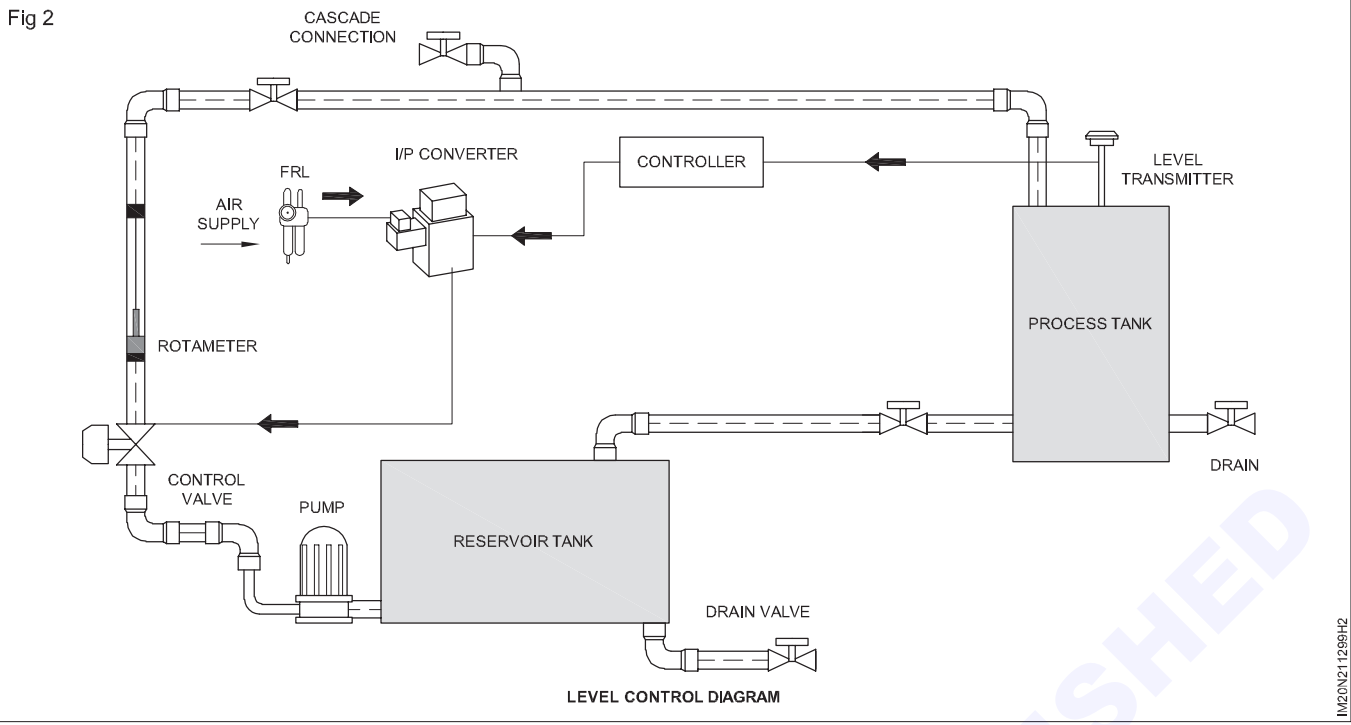 Fig 2
CASCADE
CONNECTION
I/P CONVERTER
CONTROLLER
LEVEL
TRANSMITTER
FRL
AIR
SUPPLY
PROCESS TANK
ROTAMETER
CONTROL
VALVE
PUMP
RESERVOIR TANK
DRAIN
DRAIN VALVE
LEVEL CONTROL DIAGRAM
IM20N211299H2
SHED